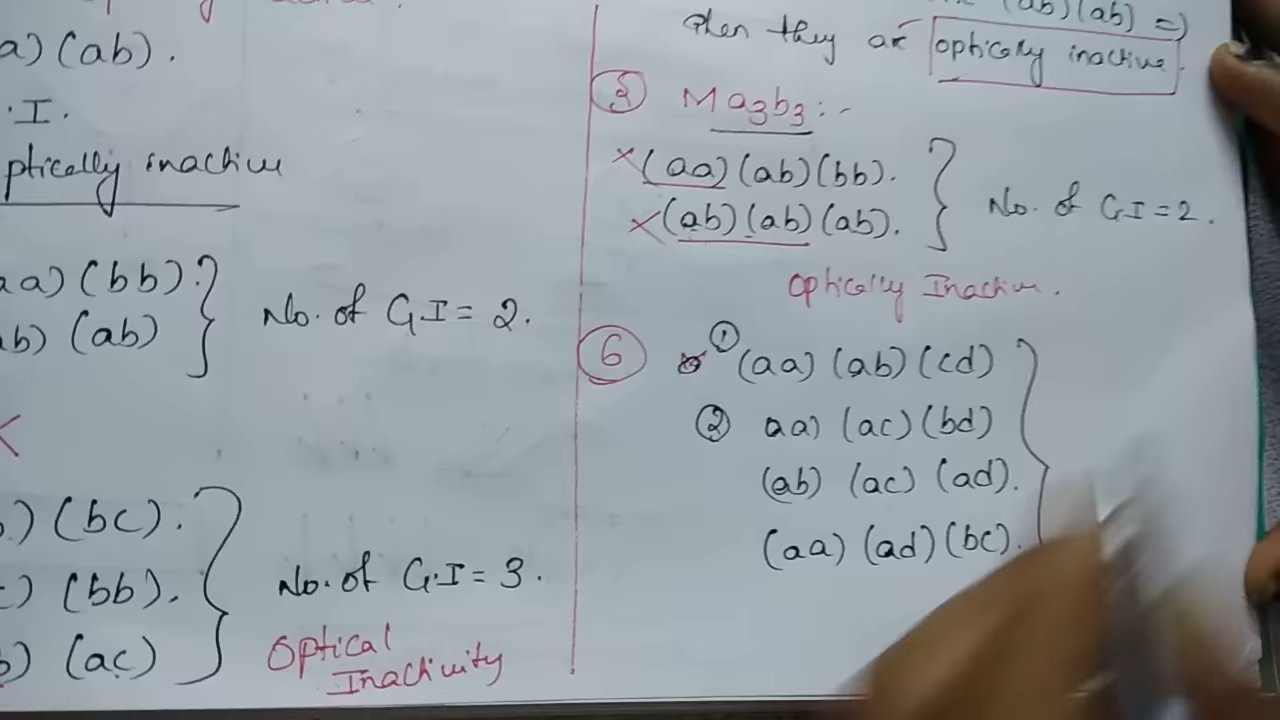 a) (ab).
. I.
ptically inactive
aa) (bb).
b) (ab)
No. of G.I = 2.
) (bc).
) (bb).
b) (ac)
No. of G.I = 3.
Optical
Inactivity
(ab) (ab) =)
then they are optically inactive.
5 Ma3b3 :-
×(aa) (ab) (bb).
×(ab) (ab) (ab).
No. of G.I = 2.
Optically Inactive.
6 ① (aa) (ab) (cd)
② aa) (ac) (bd)
(ab) (ac) (ad).
(aa) (ad) (bc).